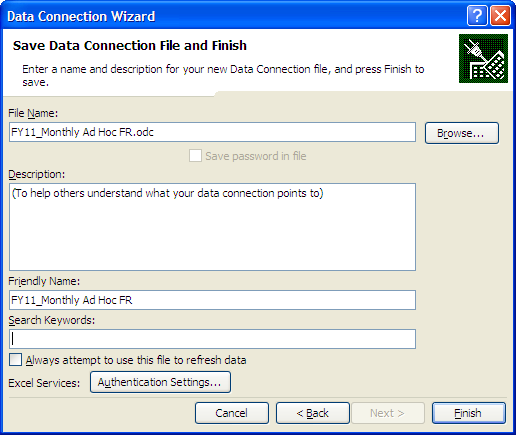 Data Connection Wizard
Save Data Connection File and Finish
Enter a name and description for your new Data Connection file, and press Finish to
save.
File Name:
FY11_Monthly Ad Hoc FR.odc
Browse...
Save password in file
Description:
(To help others understand what your data connection points to)
Friendly Name:
FY11_Monthly Ad Hoc FR
Search Keywords:
Always attempt to use this file to refresh data
Excel Services:
Authentication Settings...
Cancel
< Back
Next >
Finish